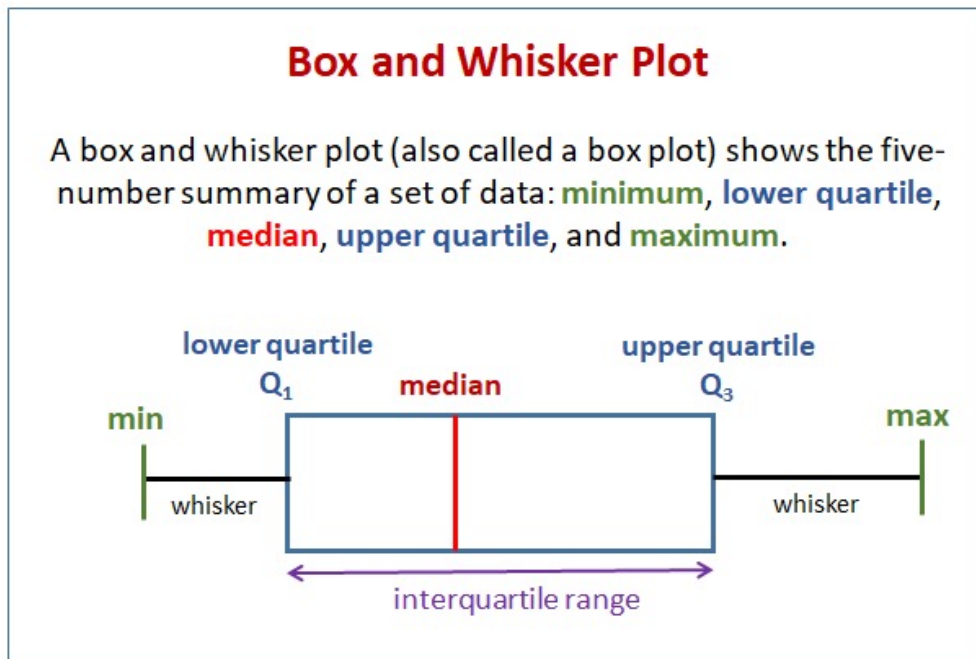 Box and Whisker Plot
A box and whisker plot (also called a box plot) shows the five-
number summary of a set of data: minimum, lower quartile,
median, upper quartile, and maximum.
lower quartile
Q₁
median
upper quartile
Q₃
min
max
whisker
whisker
interquartile range